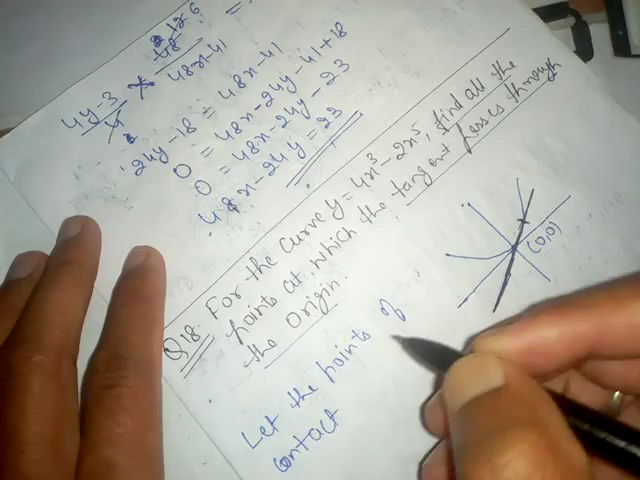 4y-3
48x-41
24y-18 = 48x-41
0 = 48x-24y-41+18
0 = 48x-24y-23
48x-24y=23
Q18. For the curve y=4x³-2x⁵, find all the
points at which the tangent passes through
the origin.
(0,0)
Let the points of
contact